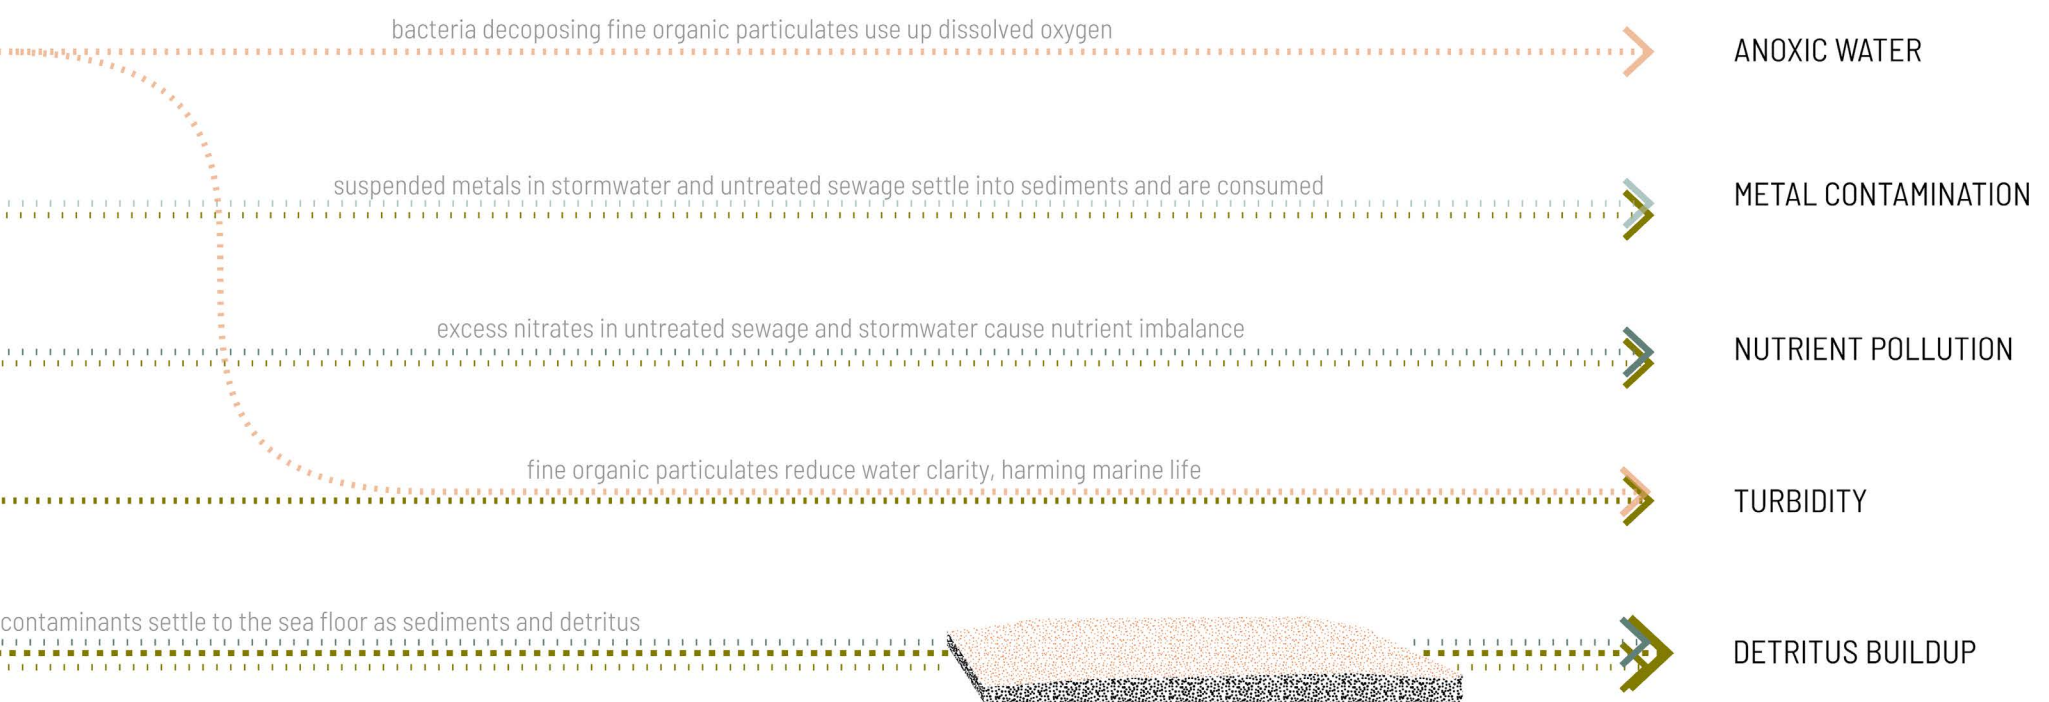 bacteria decoposing fine organic particulates use up dissolved oxygen
ANOXIC WATER
suspended metals in stormwater and untreated sewage settle into sediments and are consumed
METAL CONTAMINATION
excess nitrates in untreated sewage and stormwater cause nutrient imbalance
NUTRIENT POLLUTION
fine organic particulates reduce water clarity, harming marine life
TURBIDITY
contaminants settle to the sea floor as sediments and detritus
DETRITUS BUILDUP